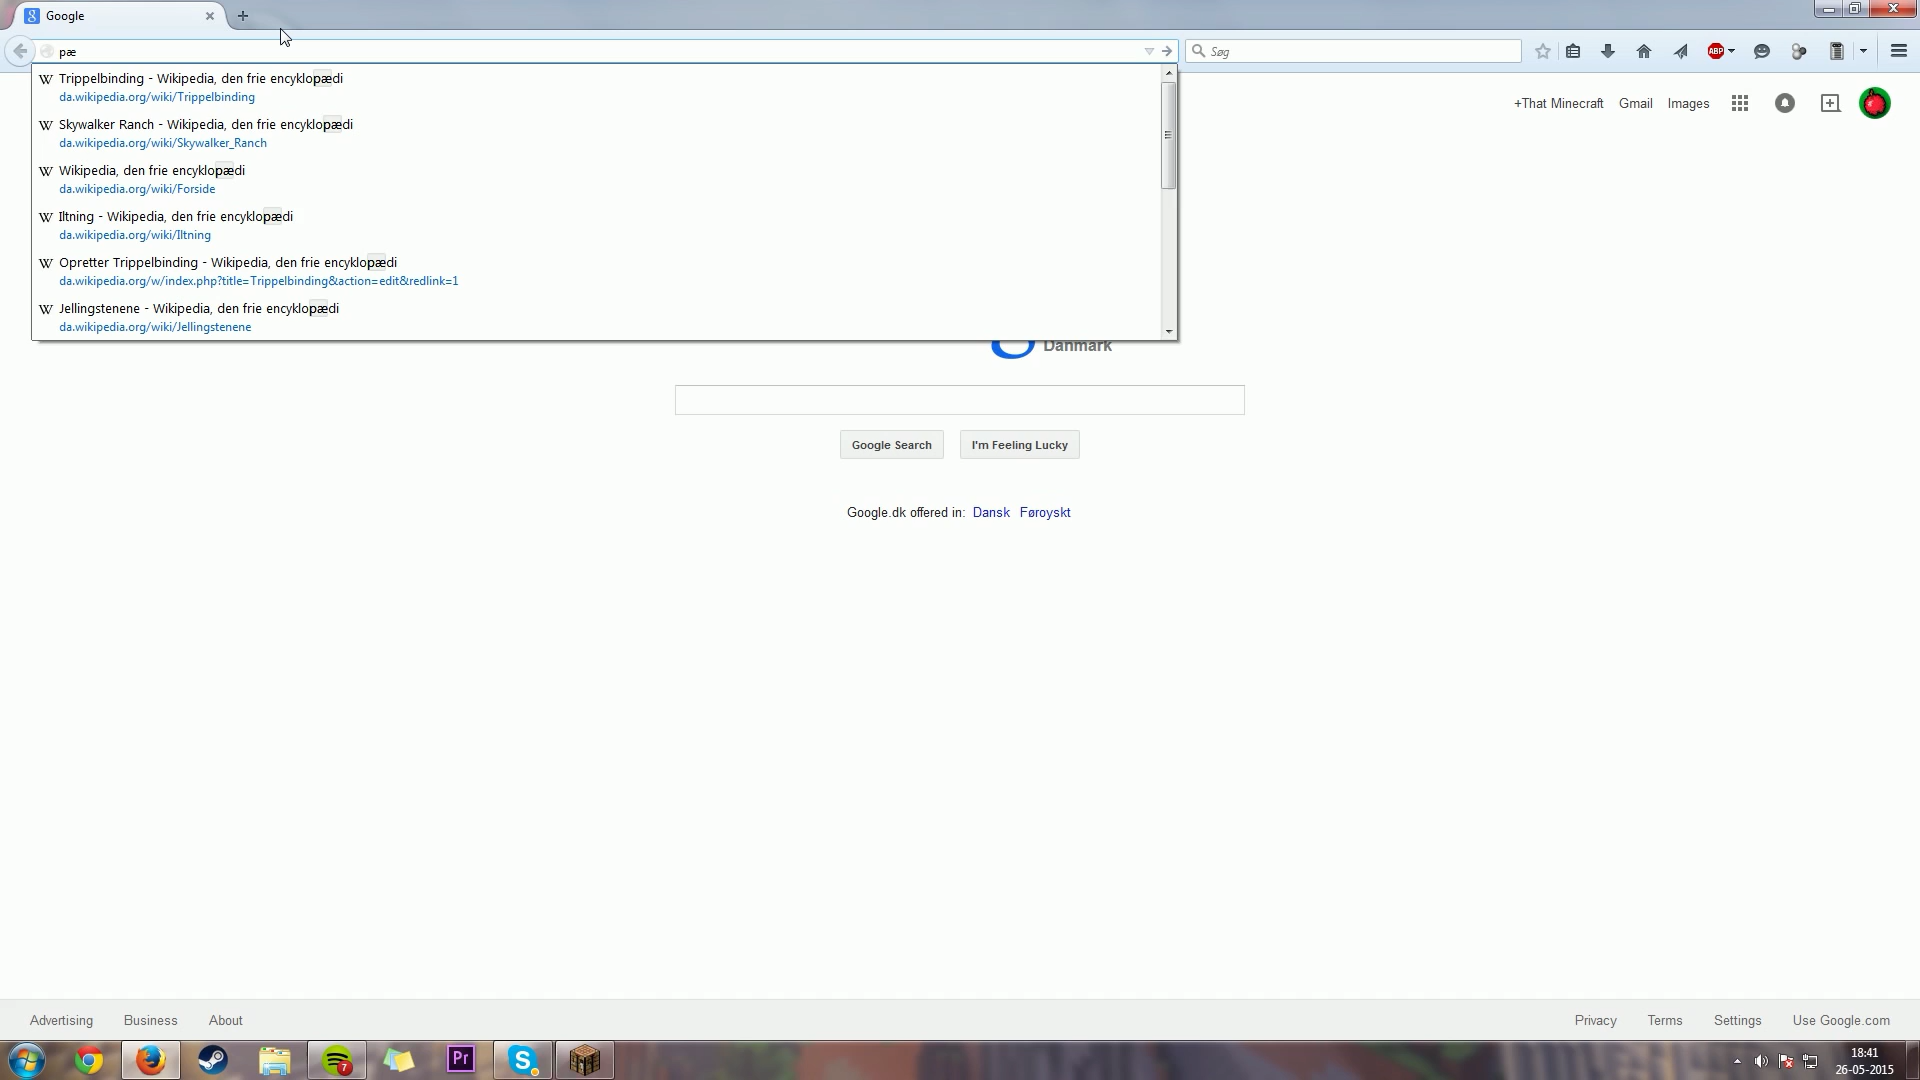 Google
pæ
Søg
Trippelbinding - Wikipedia, den frie encyklopædi
da.wikipedia.org/wiki/Trippelbinding
Skywalker Ranch - Wikipedia, den frie encyklopædi
da.wikipedia.org/wiki/Skywalker_Ranch
Wikipedia, den frie encyklopædi
da.wikipedia.org/wiki/Forside
Iltning - Wikipedia, den frie encyklopædi
da.wikipedia.org/wiki/Iltning
Opretter Trippelbinding - Wikipedia, den frie encyklopædi
da.wikipedia.org/w/index.php?title=Trippelbinding&action=edit&redlink=1
Jellingstenene - Wikipedia, den frie encyklopædi
da.wikipedia.org/wiki/Jellingstenene
+That Minecraft Gmail Images
Danmark
Google Search I'm Feeling Lucky
Google.dk offered in: Dansk Føroyskt
Advertising Business About
Privacy Terms Settings Use Google.com
18:41
26-05-2015
ABP
Pr
7